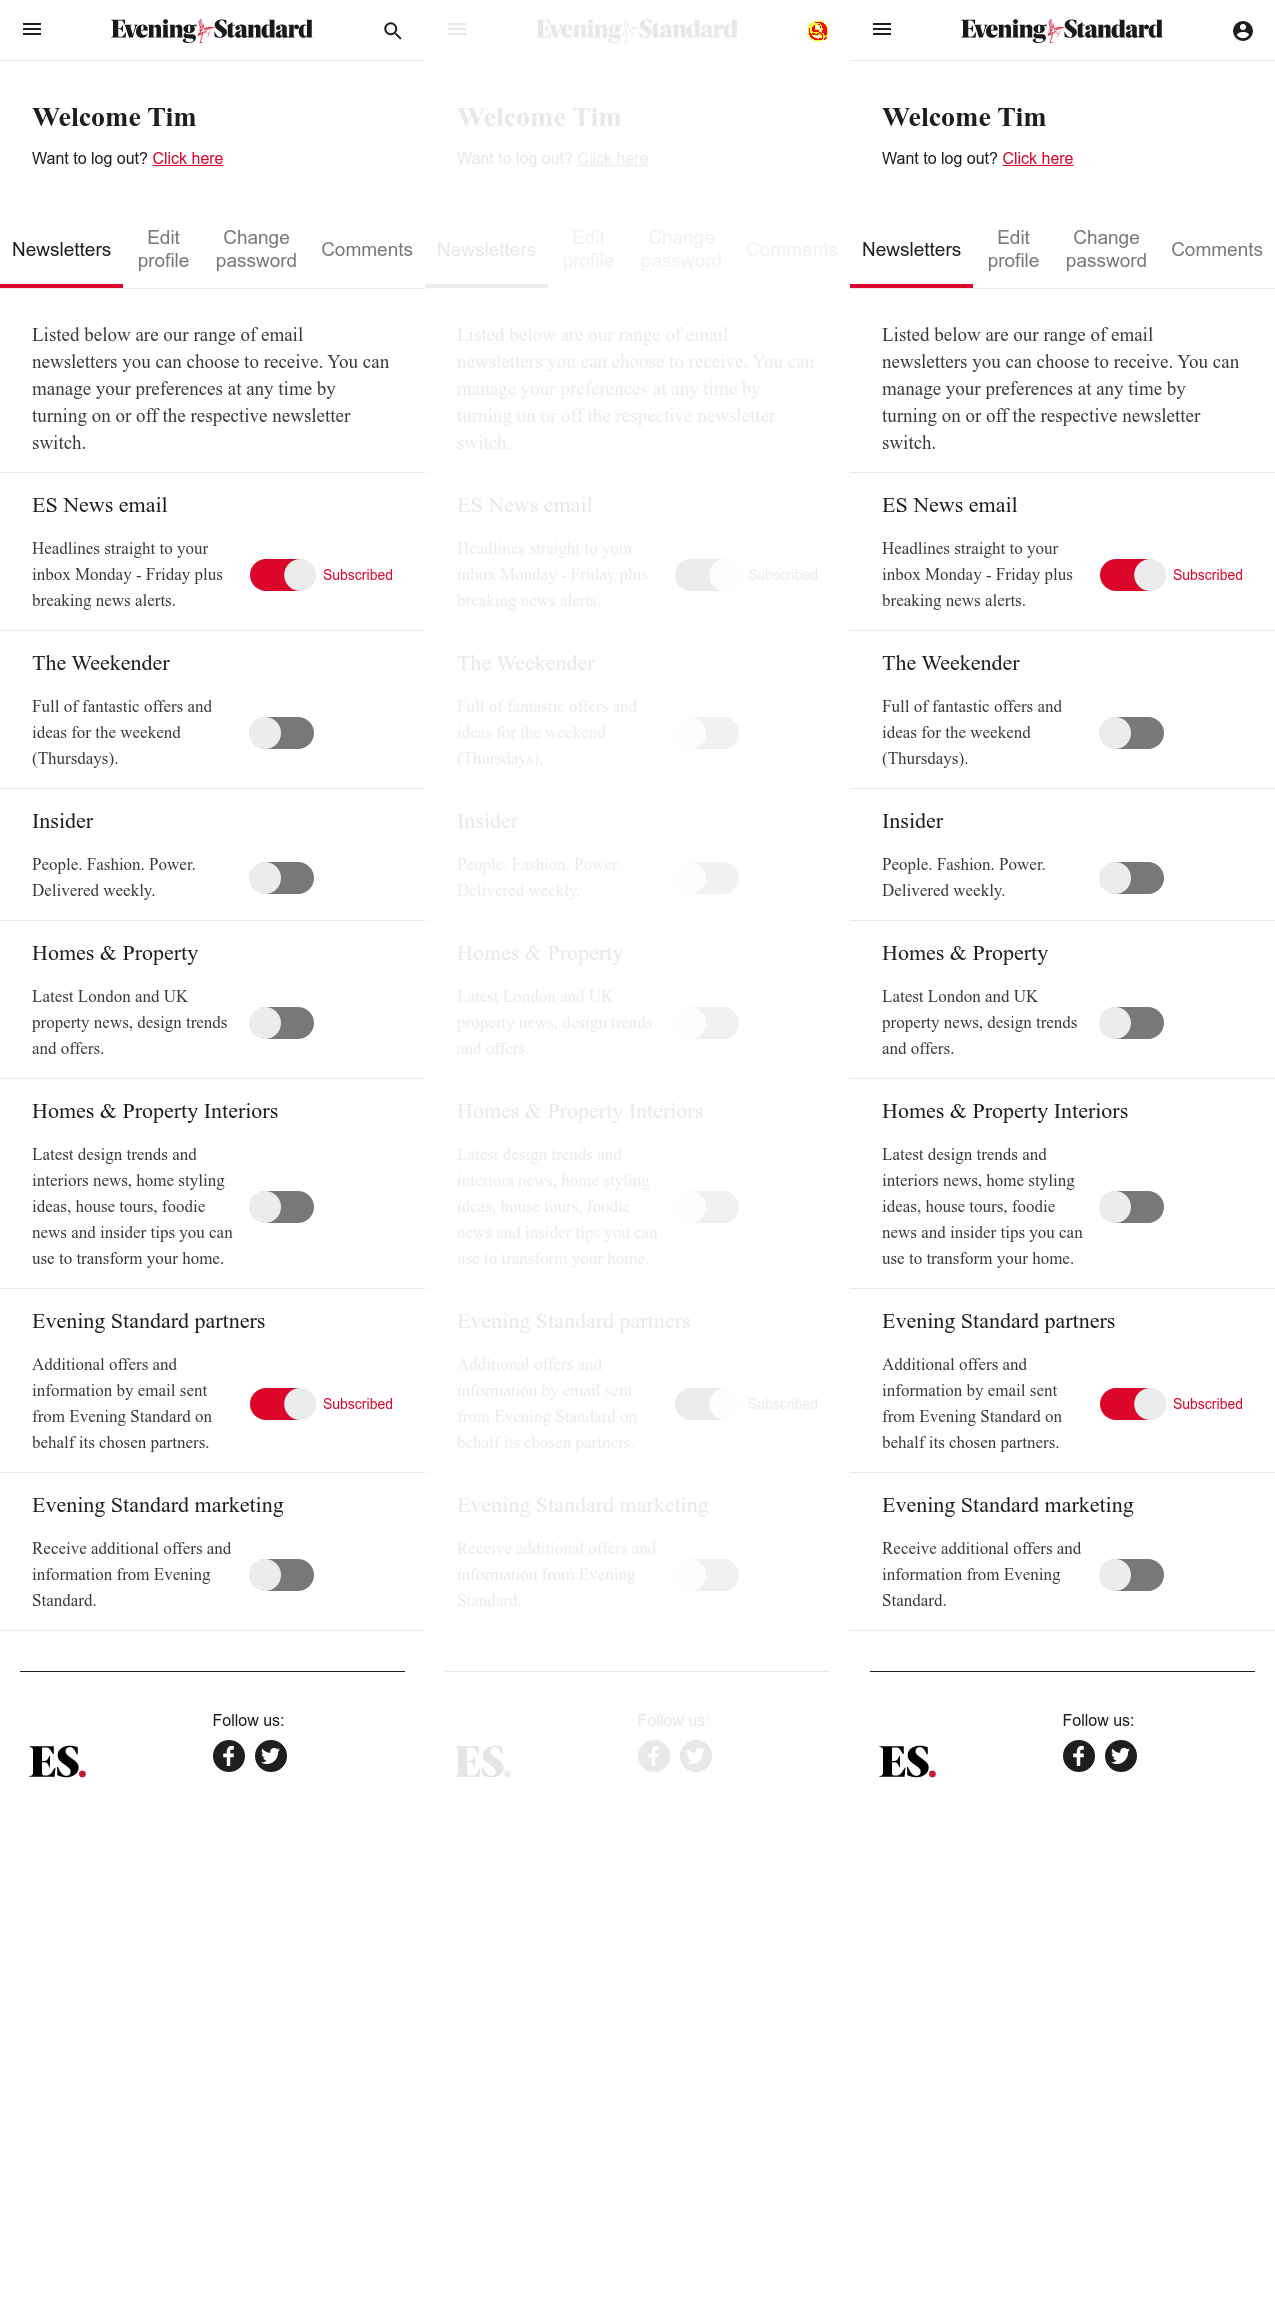 Evening Standard
Welcome Tim
Want to log out? Click here
Newsletters
Edit profile
Change password
Comments
Listed below are our range of email
newsletters you can choose to receive. You can
manage your preferences at any time by
turning on or off the respective newsletter
switch.
ES News email
Headlines straight to your
inbox Monday - Friday plus
breaking news alerts.
Subscribed
The Weekender
Full of fantastic offers and
ideas for the weekend
(Thursdays).
Insider
People. Fashion. Power.
Delivered weekly.
Homes & Property
Latest London and UK
property news, design trends
and offers.
Homes & Property Interiors
Latest design trends and
interiors news, home styling
ideas, house tours, foodie
news and insider tips you can
use to transform your home.
Evening Standard partners
Additional offers and
information by email sent
from Evening Standard on
behalf its chosen partners.
Subscribed
Evening Standard marketing
Receive additional offers and
information from Evening
Standard.
Follow us:
ES.
Evening Standard
Welcome Tim
Want to log out? Click here
Newsletters
Edit profile
Change password
Comments
Listed below are our range of email
newsletters you can choose to receive. You can
manage your preferences at any time by
turning on or off the respective newsletter
switch.
ES News email
Headlines straight to your
inbox Monday - Friday plus
breaking news alerts.
Subscribed
The Weekender
Full of fantastic offers and
ideas for the weekend
(Thursdays).
Insider
People. Fashion. Power.
Delivered weekly.
Homes & Property
Latest London and UK
property news, design trends
and offers.
Homes & Property Interiors
Latest design trends and
interiors news, home styling
ideas, house tours, foodie
news and insider tips you can
use to transform your home.
Evening Standard partners
Additional offers and
information by email sent
from Evening Standard on
behalf its chosen partners.
Subscribed
Evening Standard marketing
Receive additional offers and
information from Evening
Standard.
Follow us:
ES.
Evening Standard
Welcome Tim
Want to log out? Click here
Newsletters
Edit profile
Change password
Comments
Listed below are our range of email
newsletters you can choose to receive. You can
manage your preferences at any time by
turning on or off the respective newsletter
switch.
ES News email
Headlines straight to your
inbox Monday - Friday plus
breaking news alerts.
Subscribed
The Weekender
Full of fantastic offers and
ideas for the weekend
(Thursdays).
Insider
People. Fashion. Power.
Delivered weekly.
Homes & Property
Latest London and UK
property news, design trends
and offers.
Homes & Property Interiors
Latest design trends and
interiors news, home styling
ideas, house tours, foodie
news and insider tips you can
use to transform your home.
Evening Standard partners
Additional offers and
information by email sent
from Evening Standard on
behalf its chosen partners.
Subscribed
Evening Standard marketing
Receive additional offers and
information from Evening
Standard.
Follow us:
ES.